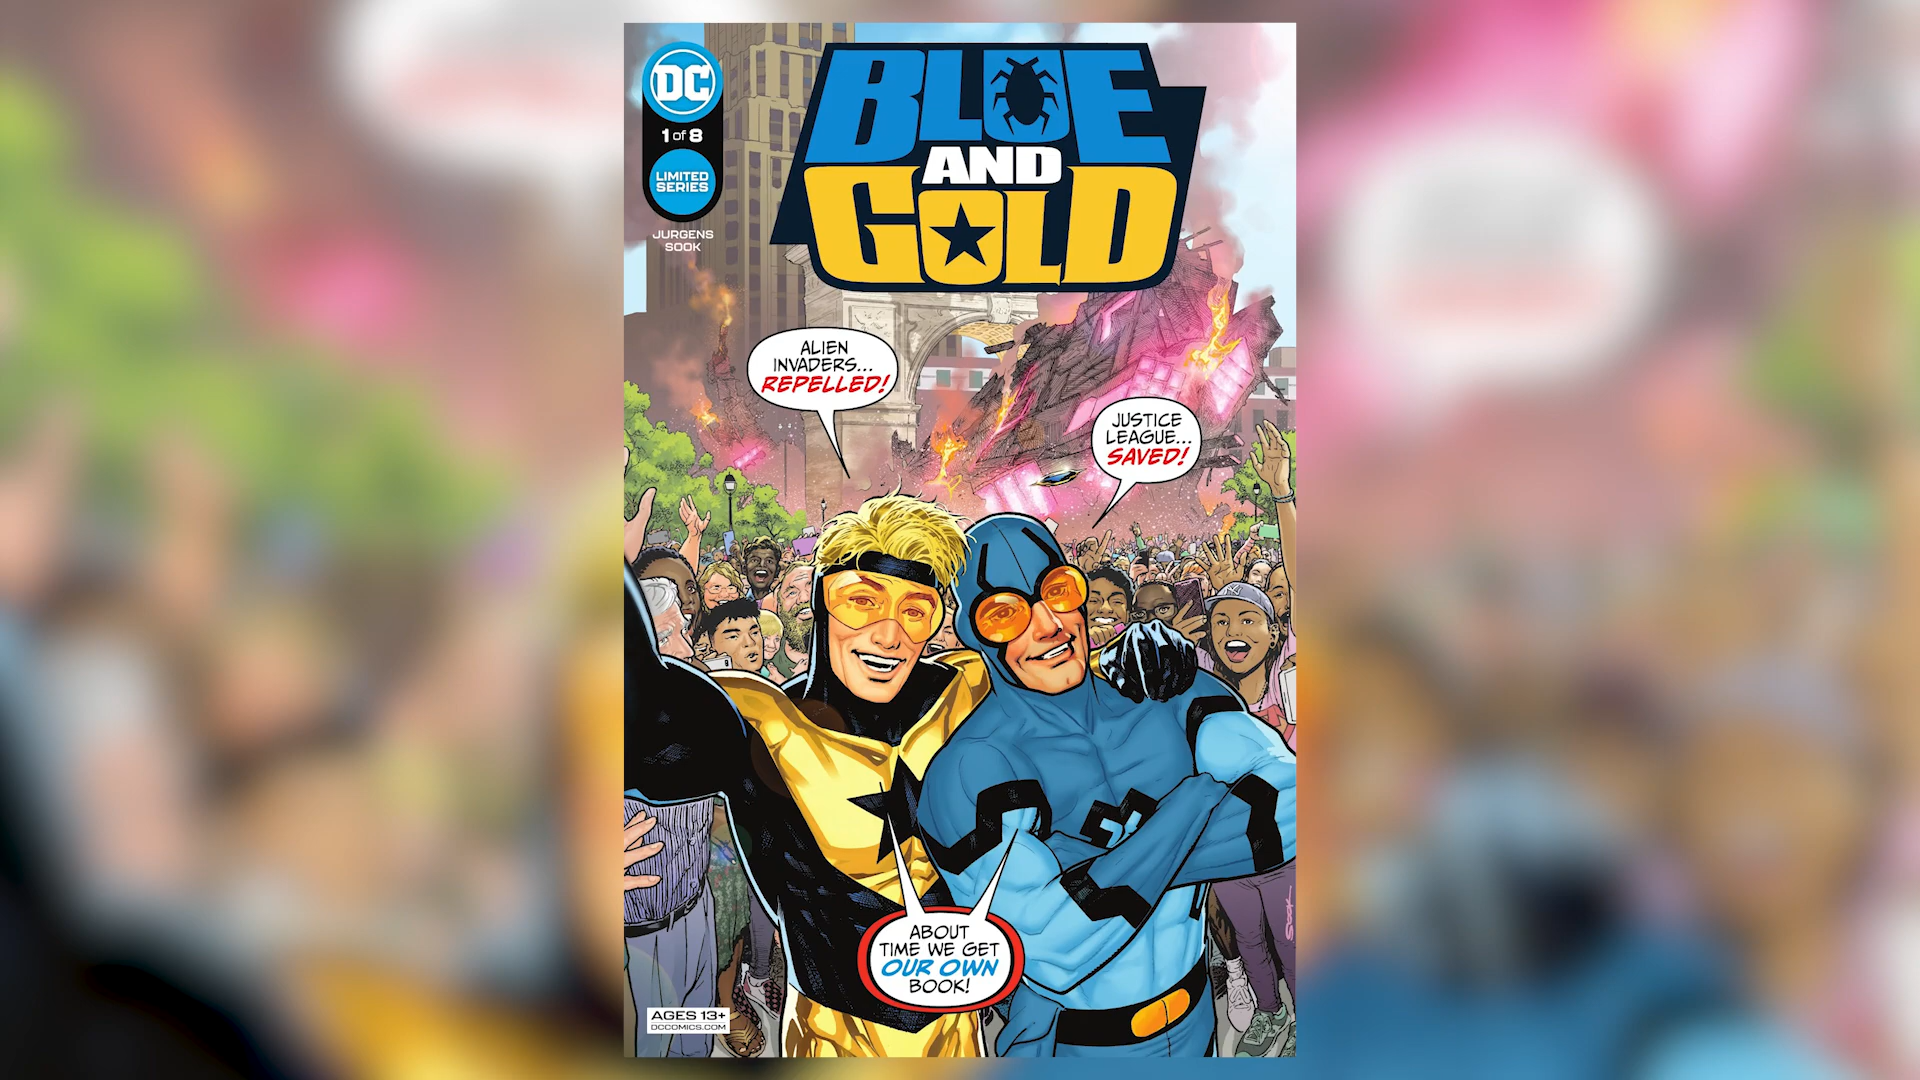 DC
1 of 8
LIMITED
SERIES
JURGENS
SOOK
BLUE
AND
GOLD
ALIEN
INVADERS...
REPELLED!
JUSTICE
LEAGUE...
SAVED!
ABOUT
TIME WE GET
OUR OWN
BOOK!
SOOK
AGES 13+
DCCOMICS.COM